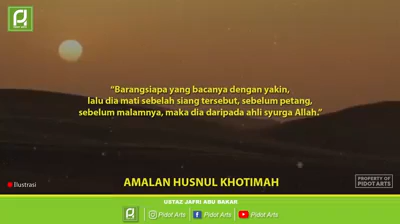 “Barangsiapa yang bacanya dengan yakin,
lalu dia mati sebelah siang tersebut, sebelum petang,
sebelum malamnya, maka dia daripada ahli syurga Allah.”
Ilustrasi
AMALAN HUSNUL KHOTIMAH
PROPERTY OF
PIDOT ARTS
USTAZ JAFRI ABU BAKAR
Pidot Arts
Pidot Arts
Pidot Arts